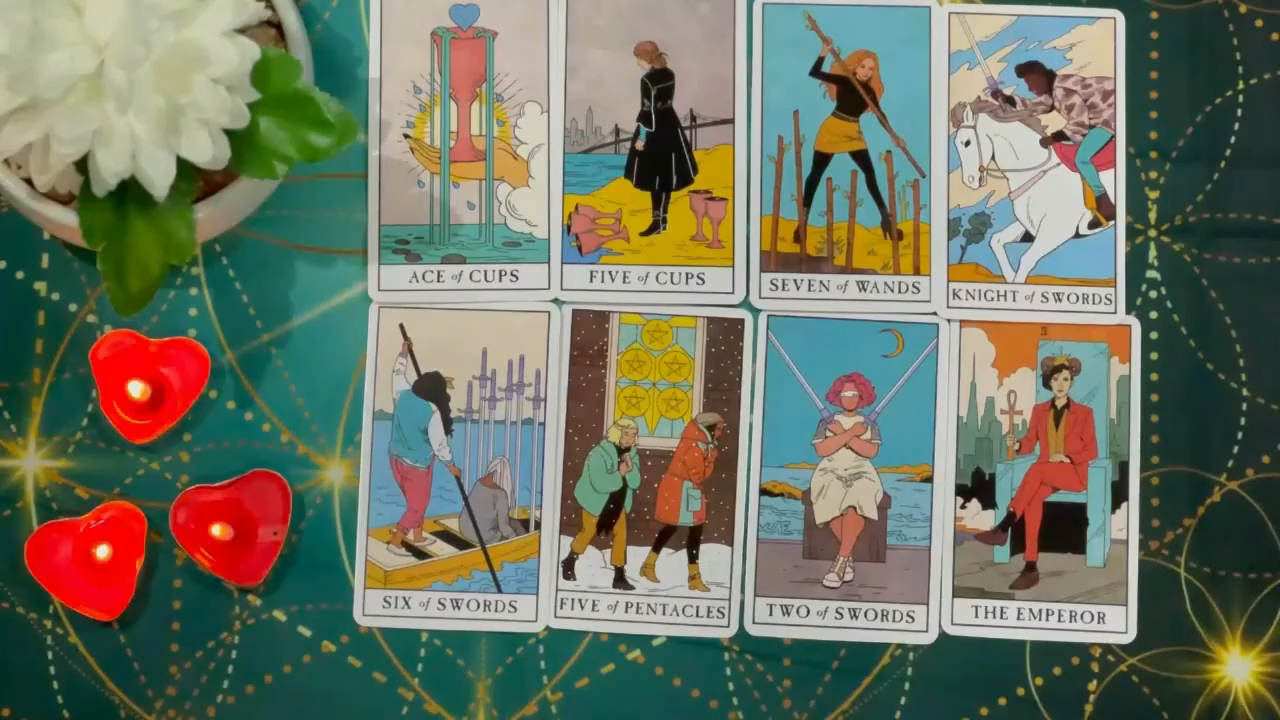 ACE of CUPS
FIVE of CUPS
SEVEN of WANDS
KNIGHT of SWORDS
SIX of SWORDS
FIVE of PENTACLES
TWO of SWORDS
IV
THE EMPEROR